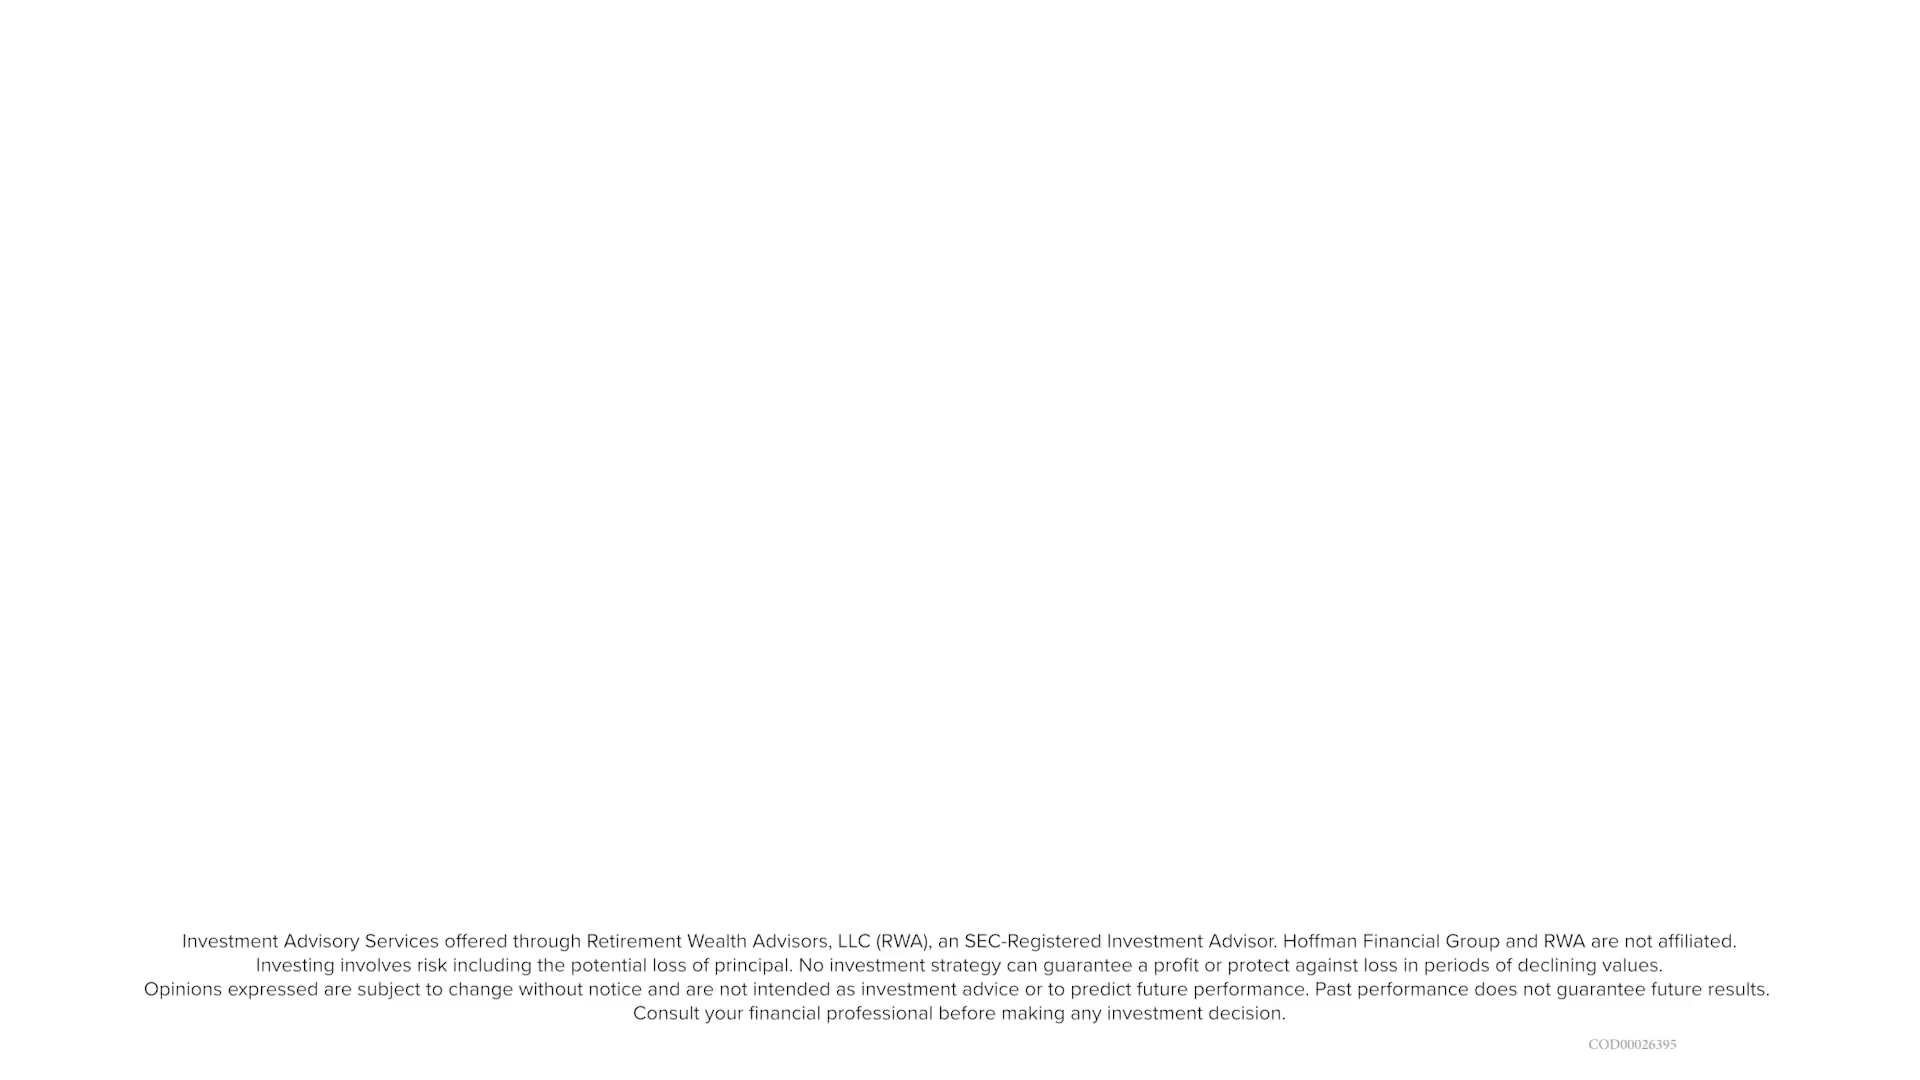 Investment Advisory Services offered through Retirement Wealth Advisors, LLC (RWA), an SEC-Registered Investment Advisor. Hoffman Financial Group and RWA are not affiliated.
Investing involves risk including the potential loss of principal. No investment strategy can guarantee a profit or protect against loss in periods of declining values.
Opinions expressed are subject to change without notice and are not intended as investment advice or to predict future performance. Past performance does not guarantee future results.
Consult your financial professional before making any investment decision.
COD00026395